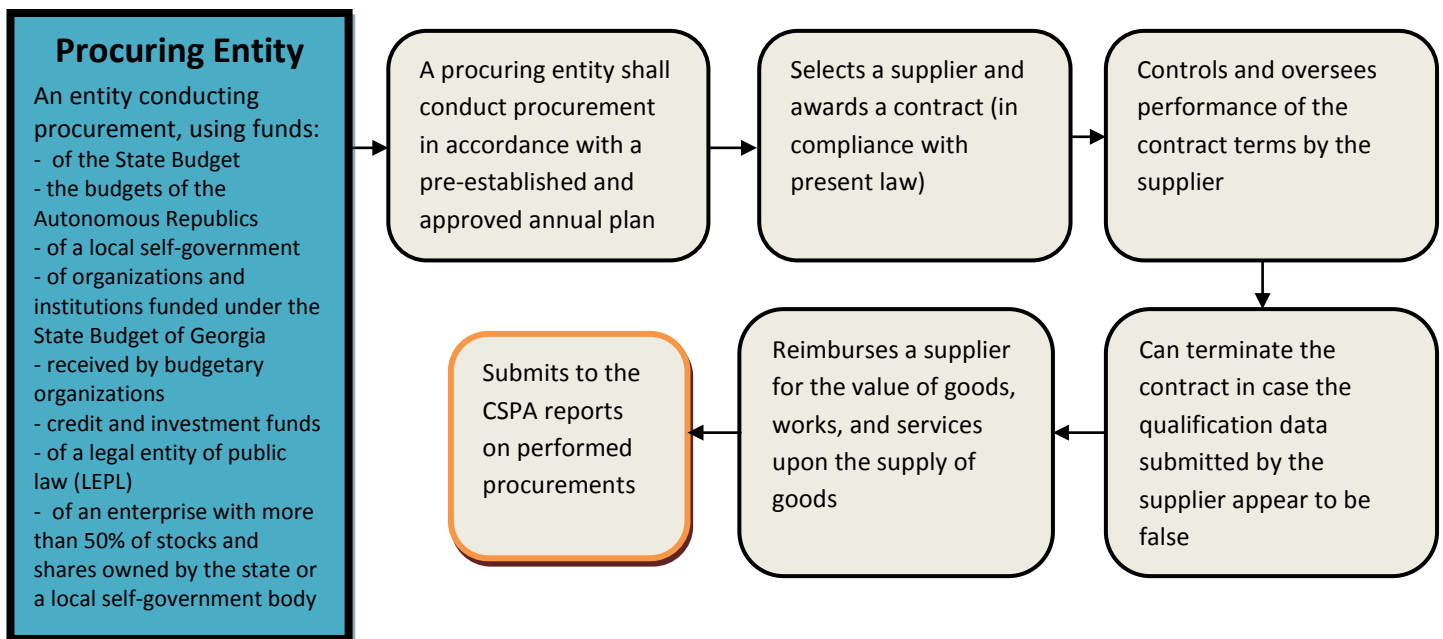 Procuring Entity
An entity conducting
procurement, using funds:
- of the State Budget
- the budgets of the
Autonomous Republics
- of a local self-government
- of organizations and
institutions funded under the
State Budget of Georgia
- received by budgetary
organizations
- credit and investment funds
- of a legal entity of public
law (LEPL)
- of an enterprise with more
than 50% of stocks and
shares owned by the state or
a local self-government body
A procuring entity shall
conduct procurement
in accordance with a
pre-established and
approved annual plan
Selects a supplier and
awards a contract (in
compliance with
present law)
Controls and oversees
performance of the
contract terms by the
supplier
Can terminate the
contract in case the
qualification data
submitted by the
supplier appear to be
false
Reimburses a supplier
for the value of goods,
works, and services
upon the supply of
goods
Submits to the
CSPA reports
on performed
procurements